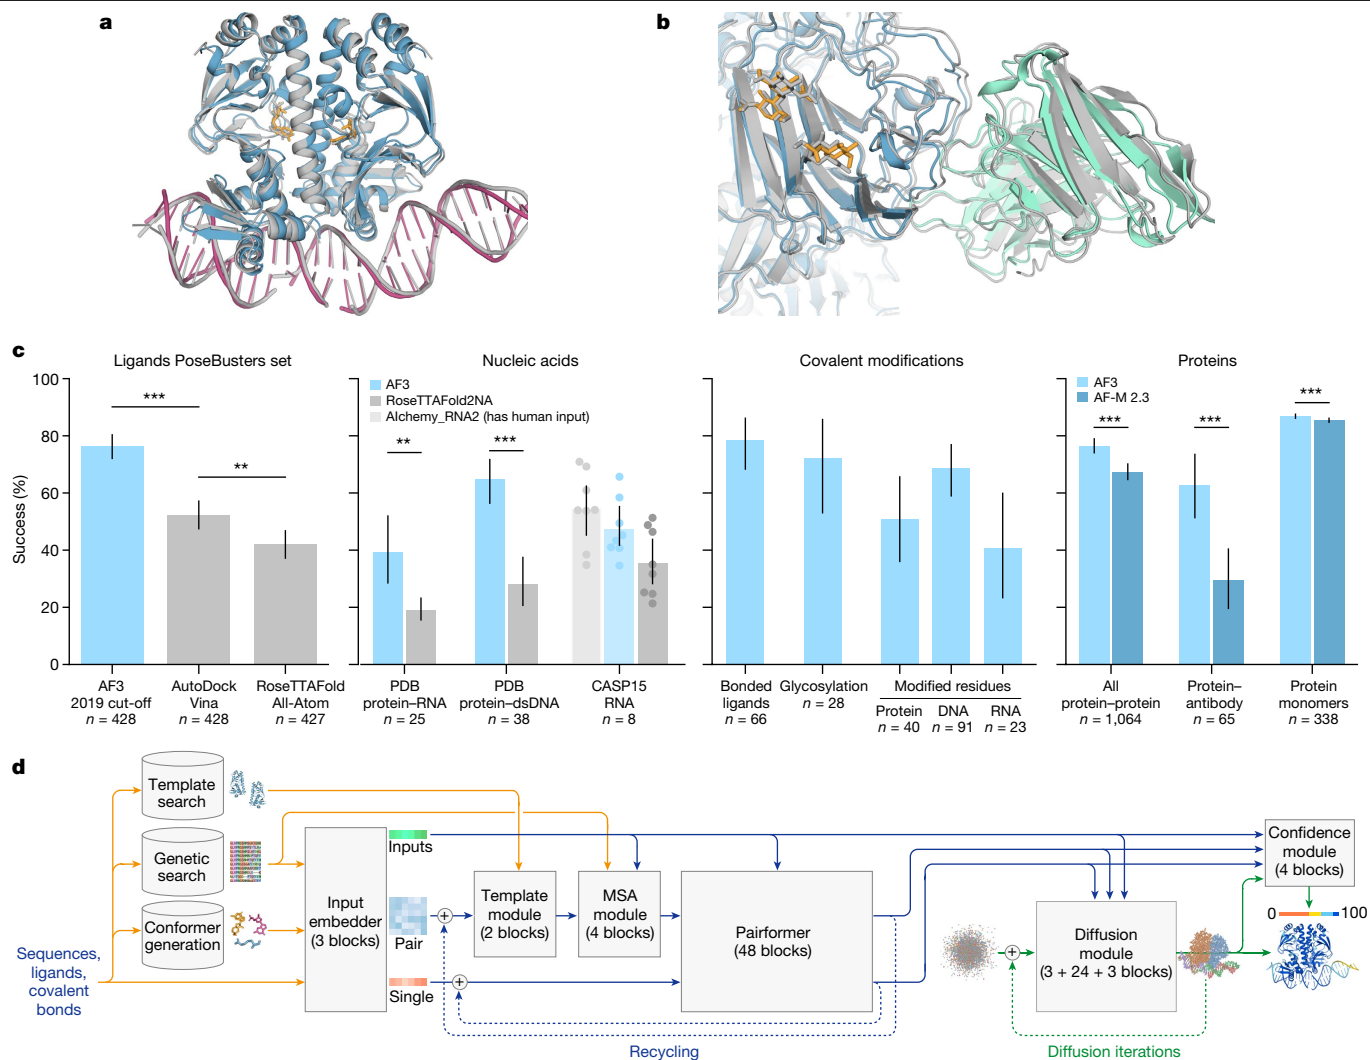 a
b
c
Ligands PoseBusters set
Nucleic acids
Covalent modifications
Proteins
Success (%)
100
80
60
40
20
0
***
**
AF3
2019 cut-off
n = 428
AutoDock
Vina
n = 428
RoseTTAFold
All-Atom
n = 427
AF3
RoseTTAFold2NA
Alchemy_RNA2 (has human input)
**
***
PDB
protein–RNA
n = 25
PDB
protein–dsDNA
n = 38
CASP15
RNA
n = 8
Bonded
ligands
n = 66
Glycosylation
n = 28
Modified residues
Protein
n = 40
DNA
n = 91
RNA
n = 23
AF3
AF-M 2.3
***
***
***
All
protein–protein
n = 1,064
Protein–
antibody
n = 65
Protein
monomers
n = 338
d
Template
search
Genetic
search
Conformer
generation
Sequences,
ligands,
covalent
bonds
Input
embedder
(3 blocks)
Inputs
Pair
Single
+
+
Template
module
(2 blocks)
MSA
module
(4 blocks)
Pairformer
(48 blocks)
+
Diffusion
module
(3 + 24 + 3 blocks)
Confidence
module
(4 blocks)
0 100
Recycling
Diffusion iterations